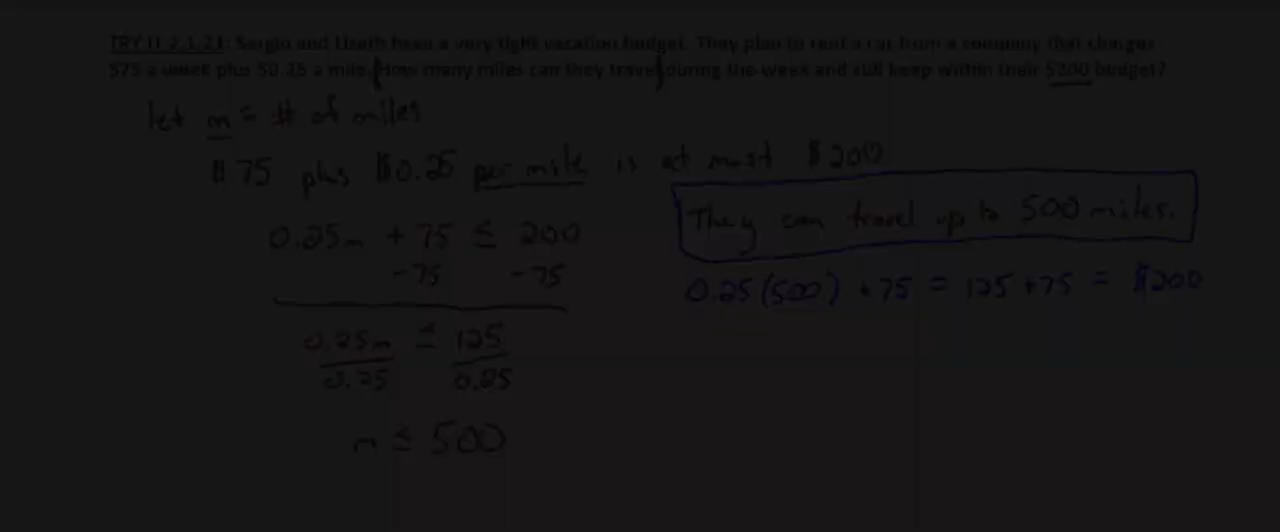 TRY IT 2.1.21: Sergio and Lizeth have a very tight vacation budget. They plan to rent a car from a company that charges
$75 a week plus $0.25 a mile. How many miles can they travel during the week and still keep within their $200 budget?
let m = # of miles
$75 plus $0.25 per mile is at most $200
They can travel up to 500 miles.
0.25m + 75 ≤ 200
-75 -75
0.25(500) + 75 = 125 + 75 = $200
0.25m ≤ 125
0.25 0.25
m ≤ 500